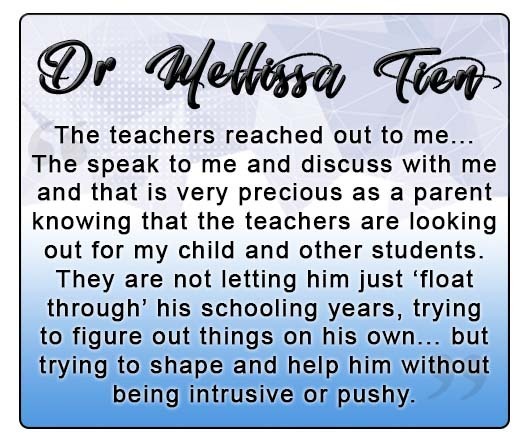 Dr Mellissa Tien
The teachers reached out to me...
The speak to me and discuss with me
and that is very precious as a parent
knowing that the teachers are looking
out for my child and other students.
They are not letting him just ‘float
through’ his schooling years, trying
to figure out things on his own... but
trying to shape and help him without
being intrusive or pushy.